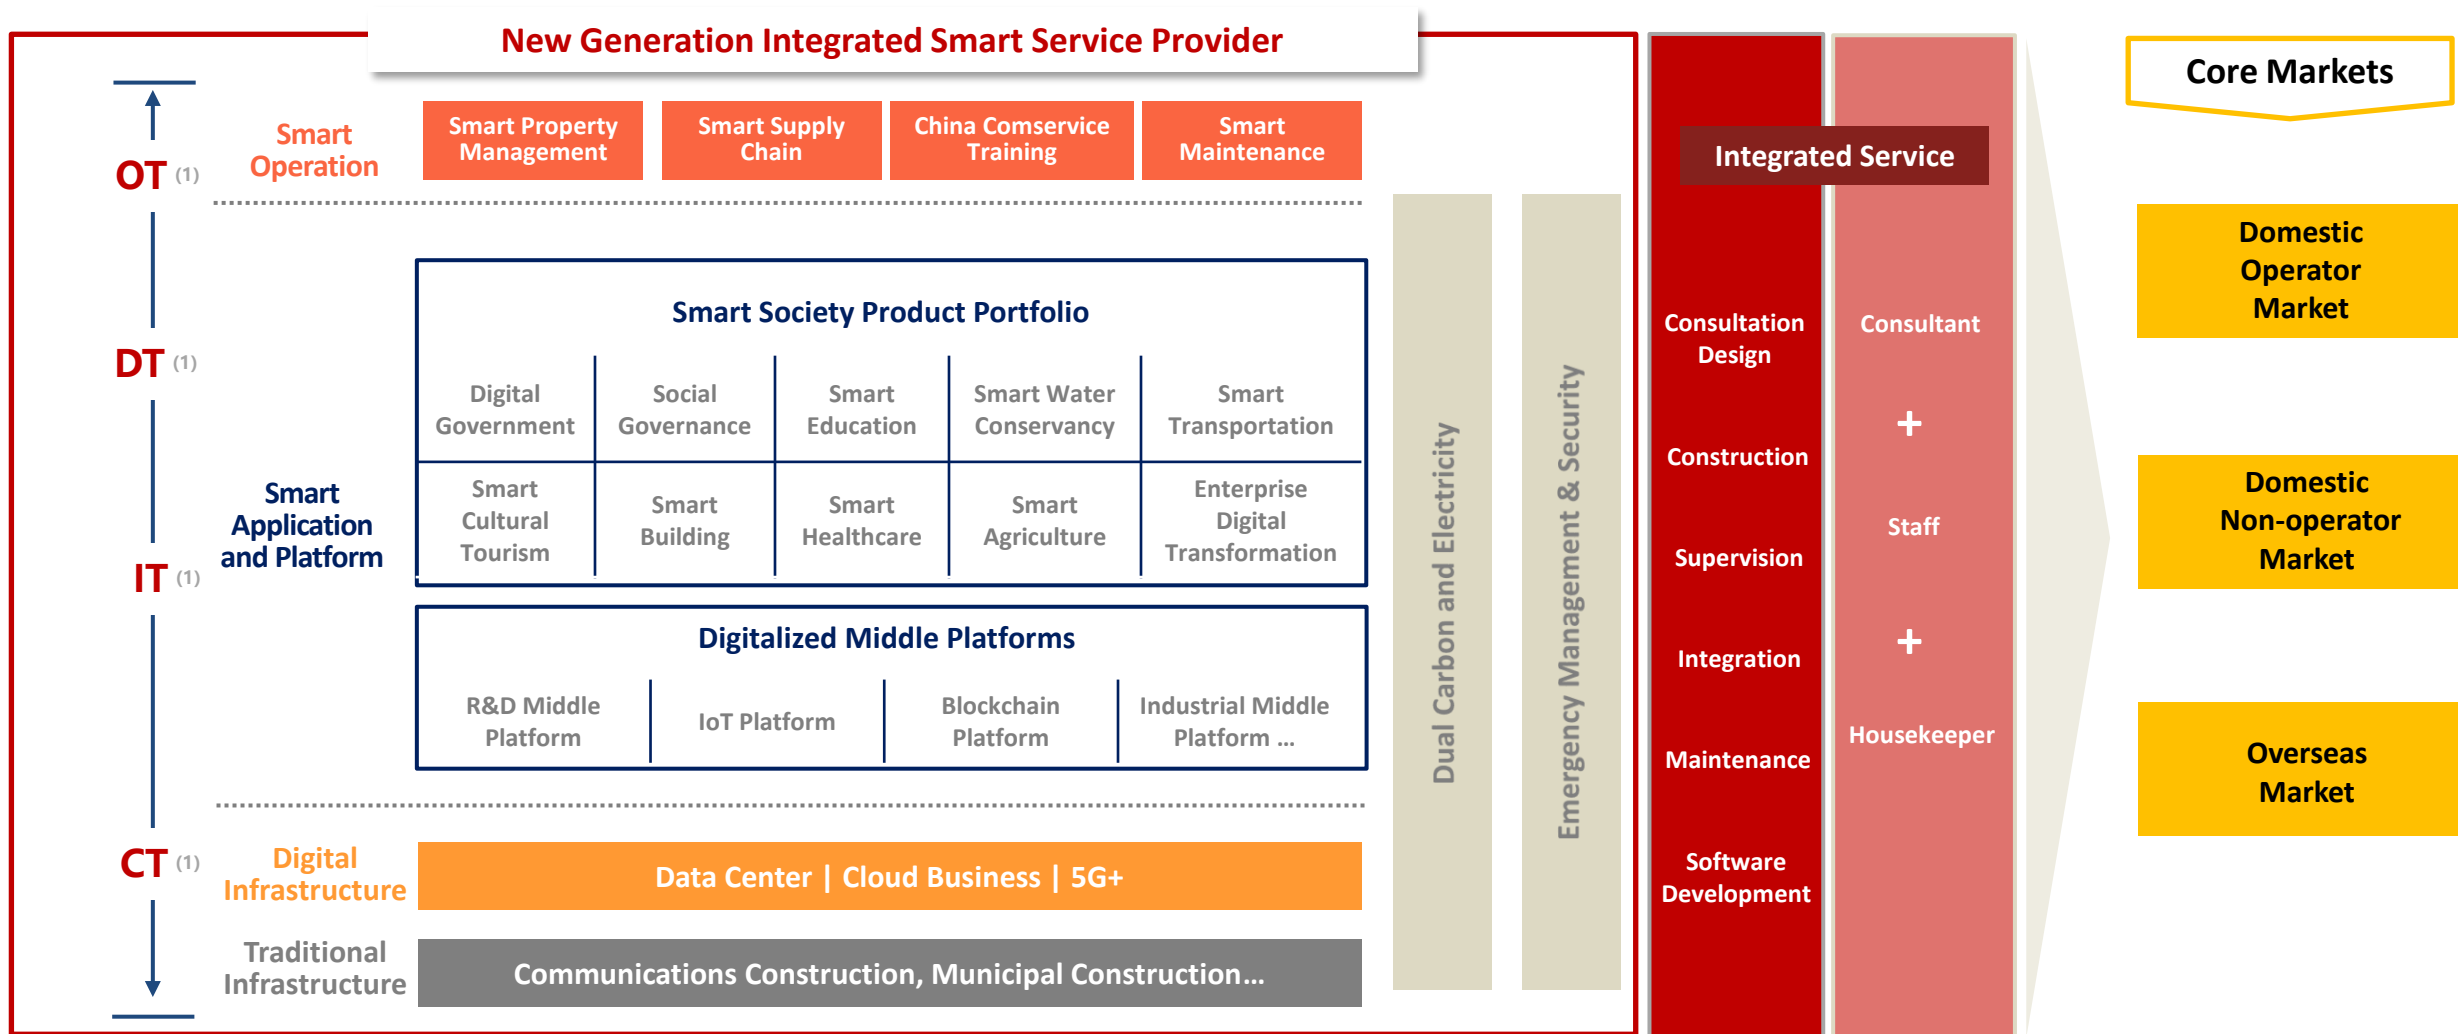 New Generation Integrated Smart Service Provider
OT (1)
DT (1)
IT (1)
CT (1)
Smart
Operation
Smart Property
Management
Smart Supply
Chain
China Comservice
Training
Smart
Maintenance
Smart
Application
and Platform
Smart Society Product Portfolio
Digital
Government
Social
Governance
Smart
Education
Smart Water
Conservancy
Smart
Transportation
Smart
Cultural
Tourism
Smart
Building
Smart
Healthcare
Smart
Agriculture
Enterprise
Digital
Transformation
Digitalized Middle Platforms
R&D Middle
Platform
IoT Platform
Blockchain
Platform
Industrial Middle
Platform ...
Digital
Infrastructure
Data Center | Cloud Business | 5G+
Traditional
Infrastructure
Communications Construction, Municipal Construction...
Dual Carbon and Electricity
Emergency Management & Security
Integrated Service
Consultation
Design
Construction
Supervision
Integration
Maintenance
Software
Development
Consultant
+
Staff
+
Housekeeper
Core Markets
Domestic
Operator
Market
Domestic
Non-operator
Market
Overseas
Market